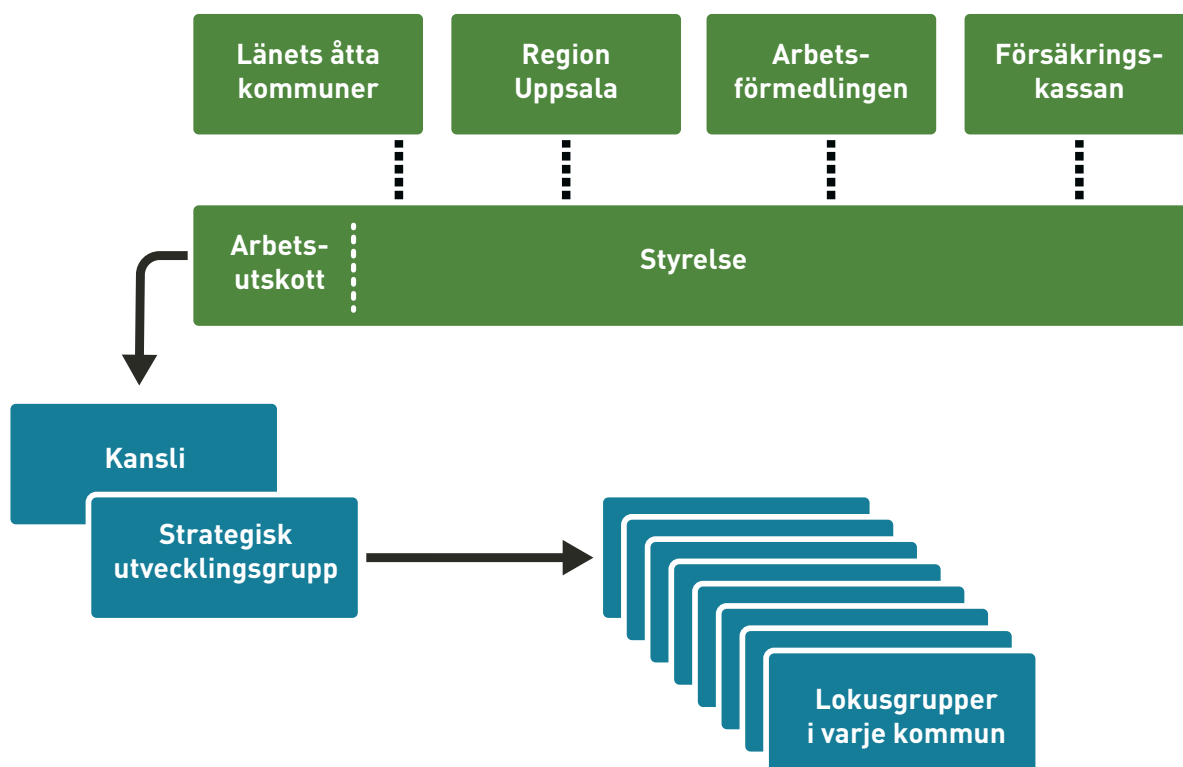 Länets åtta
kommuner
Region
Uppsala
Arbets-
förmedlingen
Försäkrings-
kassan
Arbets-
utskott
Styrelse
Kansli
Strategisk
utvecklingsgrupp
Lokusgrupper
i varje kommun